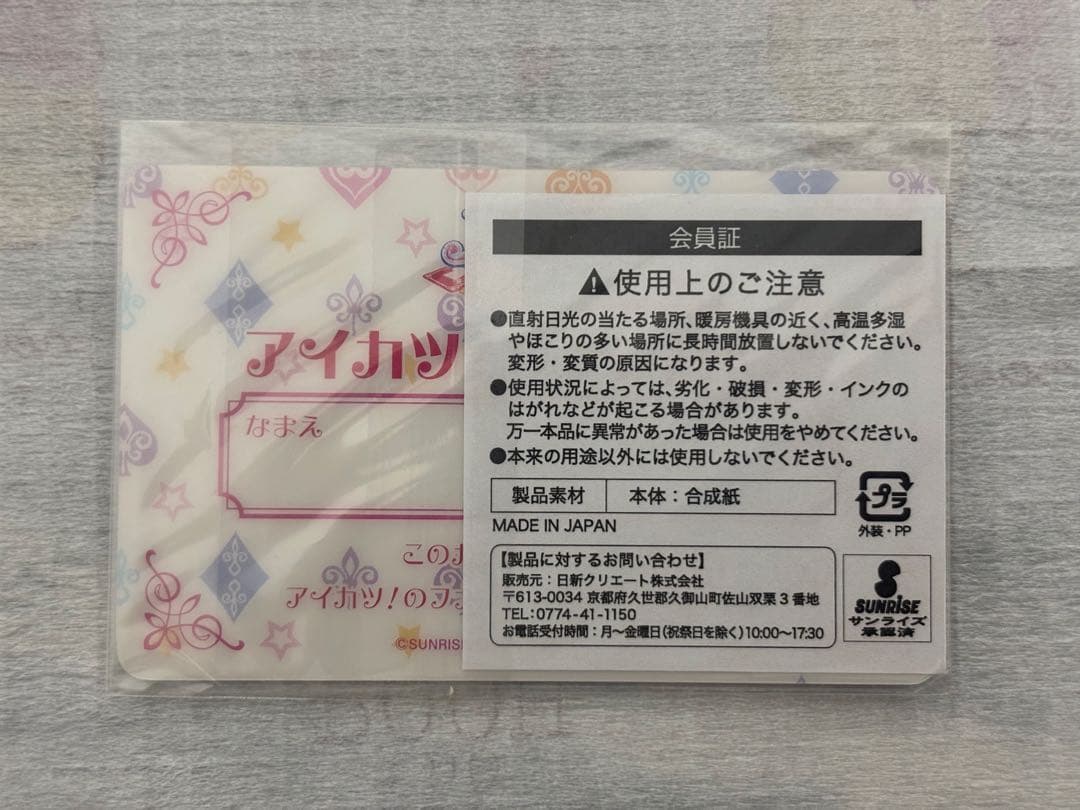 会員証
⚠使用上のご注意
●直射日光の当たる場所、暖房機具の近く、高温多湿
やほこりの多い場所に長時間放置しないでください。
変形・変質の原因になります。
●使用状況によっては、劣化・破損・変形・インクの
はがれなどが起こる場合があります。
万一本品に異常があった場合は使用をやめてください。
●本来の用途以外には使用しないでください。
製品素材 本体:合成紙
MADE IN JAPAN
プラ
外装・PP
【製品に対するお問い合わせ】
販売元:日新クリエート株式会社
〒613-0034 京都府久世郡久御山町佐山双栗3番地
TEL:0774-41-1150
お電話受付時間:月〜金曜日(祝祭日を除く)10:00〜17:30
SUNRISE
サンライズ
承認済
アイカツ
なまえ
この
アイカツ!の
©SUNRISE